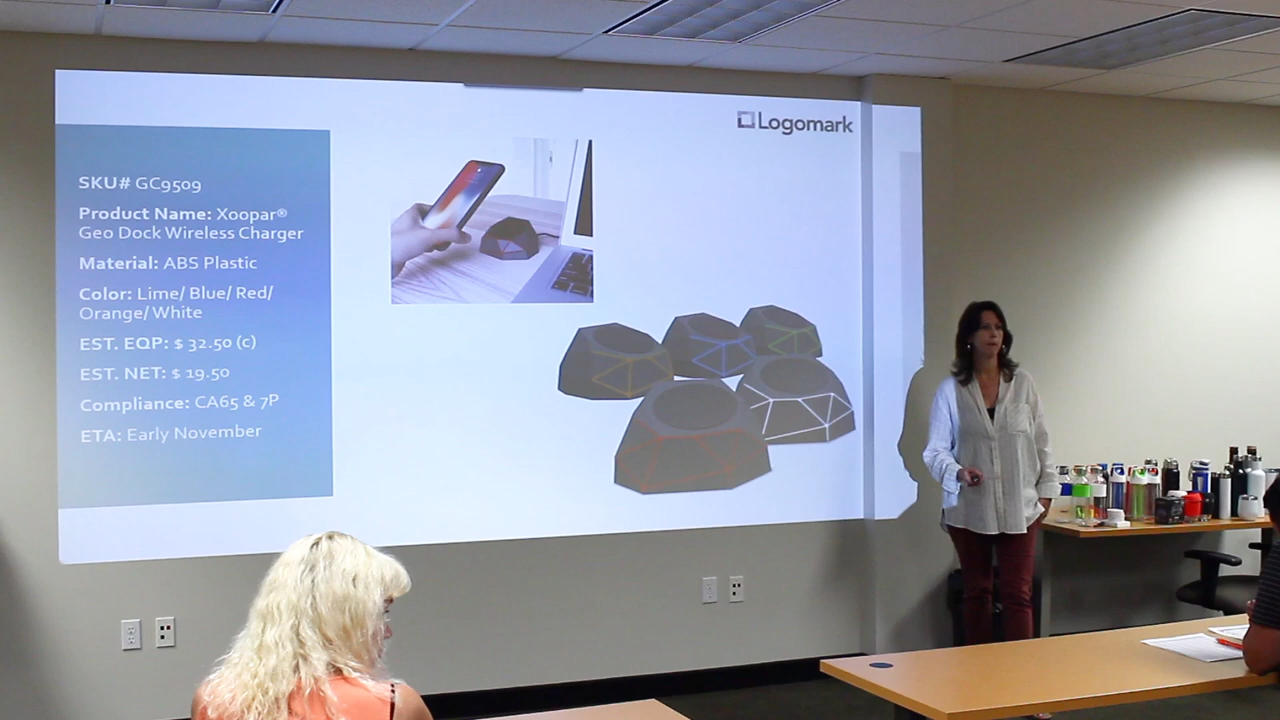 Logomark
SKU# GC9509
Product Name: Xoopar®
Geo Dock Wireless Charger
Material: ABS Plastic
Color: Lime/ Blue/ Red/
Orange/ White
EST. EQP: $ 32.50 (c)
EST. NET: $ 19.50
Compliance: CA65 & 7P
ETA: Early November